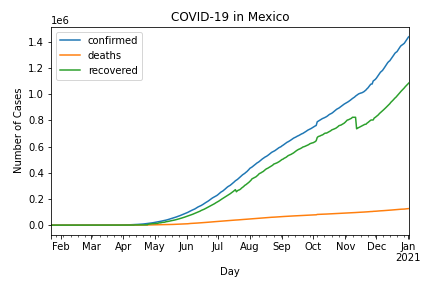 COVID-19 in Mexico
1e6
confirmed
deaths
recovered
Number of Cases
1.4
1.2
1.0
0.8
0.6
0.4
0.2
0.0
Feb Mar Apr May Jun Jul Aug Sep Oct Nov Dec Jan
2021
Day